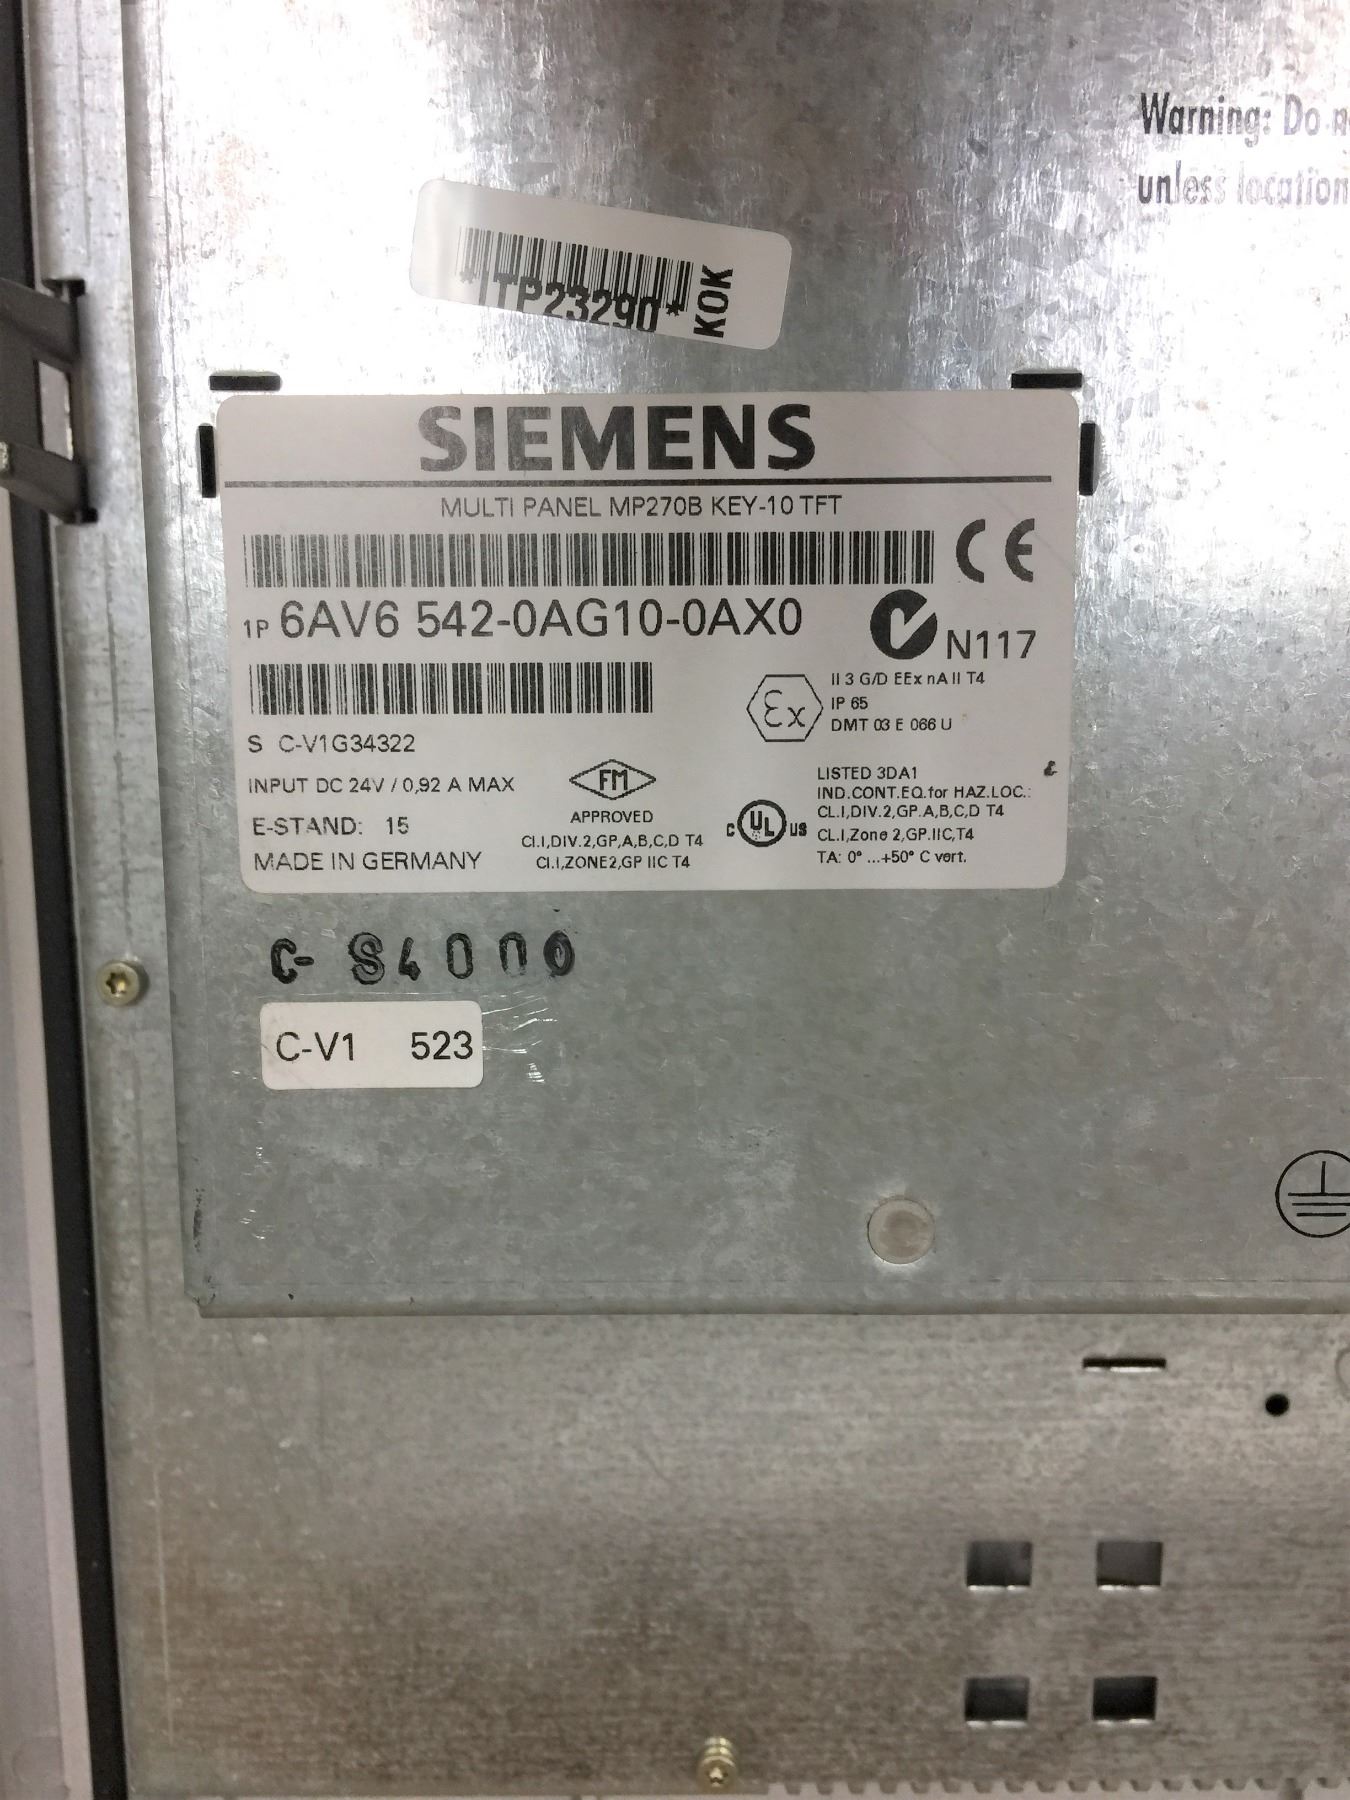 Warning: Do
unless location
*ITP23290*
KOK
SIEMENS
MULTI PANEL MP270B KEY-10 TFT
CE
1P 6AV6 542-0AG10-0AX0
N117
II 3 G/D EEx nA II T4
Ex
IP 65
DMT 03 E 066 U
S C-V1G34322
INPUT DC 24V / 0,92 A MAX
E-STAND: 15
MADE IN GERMANY
FM
APPROVED
Cl.I,DIV.2,GP,A,B,C,D T4
Cl.I,ZONE2,GP IIC T4
c UL us
LISTED 3DA1
IND.CONT.EQ.for HAZ.LOC.:
CL.I,DIV.2,GP.A,B,C,D T4
CL.I,Zone 2,GP.IIC,T4
TA: 0° ...+50° C vert.
C- S4000
C-V1 523